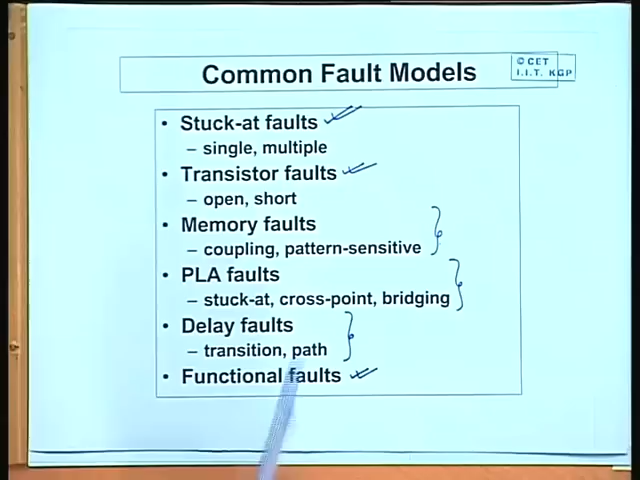 Common Fault Models
© CET
I.I.T. KGP
• Stuck-at faults
– single, multiple
• Transistor faults
– open, short
• Memory faults
– coupling, pattern-sensitive
• PLA faults
– stuck-at, cross-point, bridging
• Delay faults
– transition, path
• Functional faults